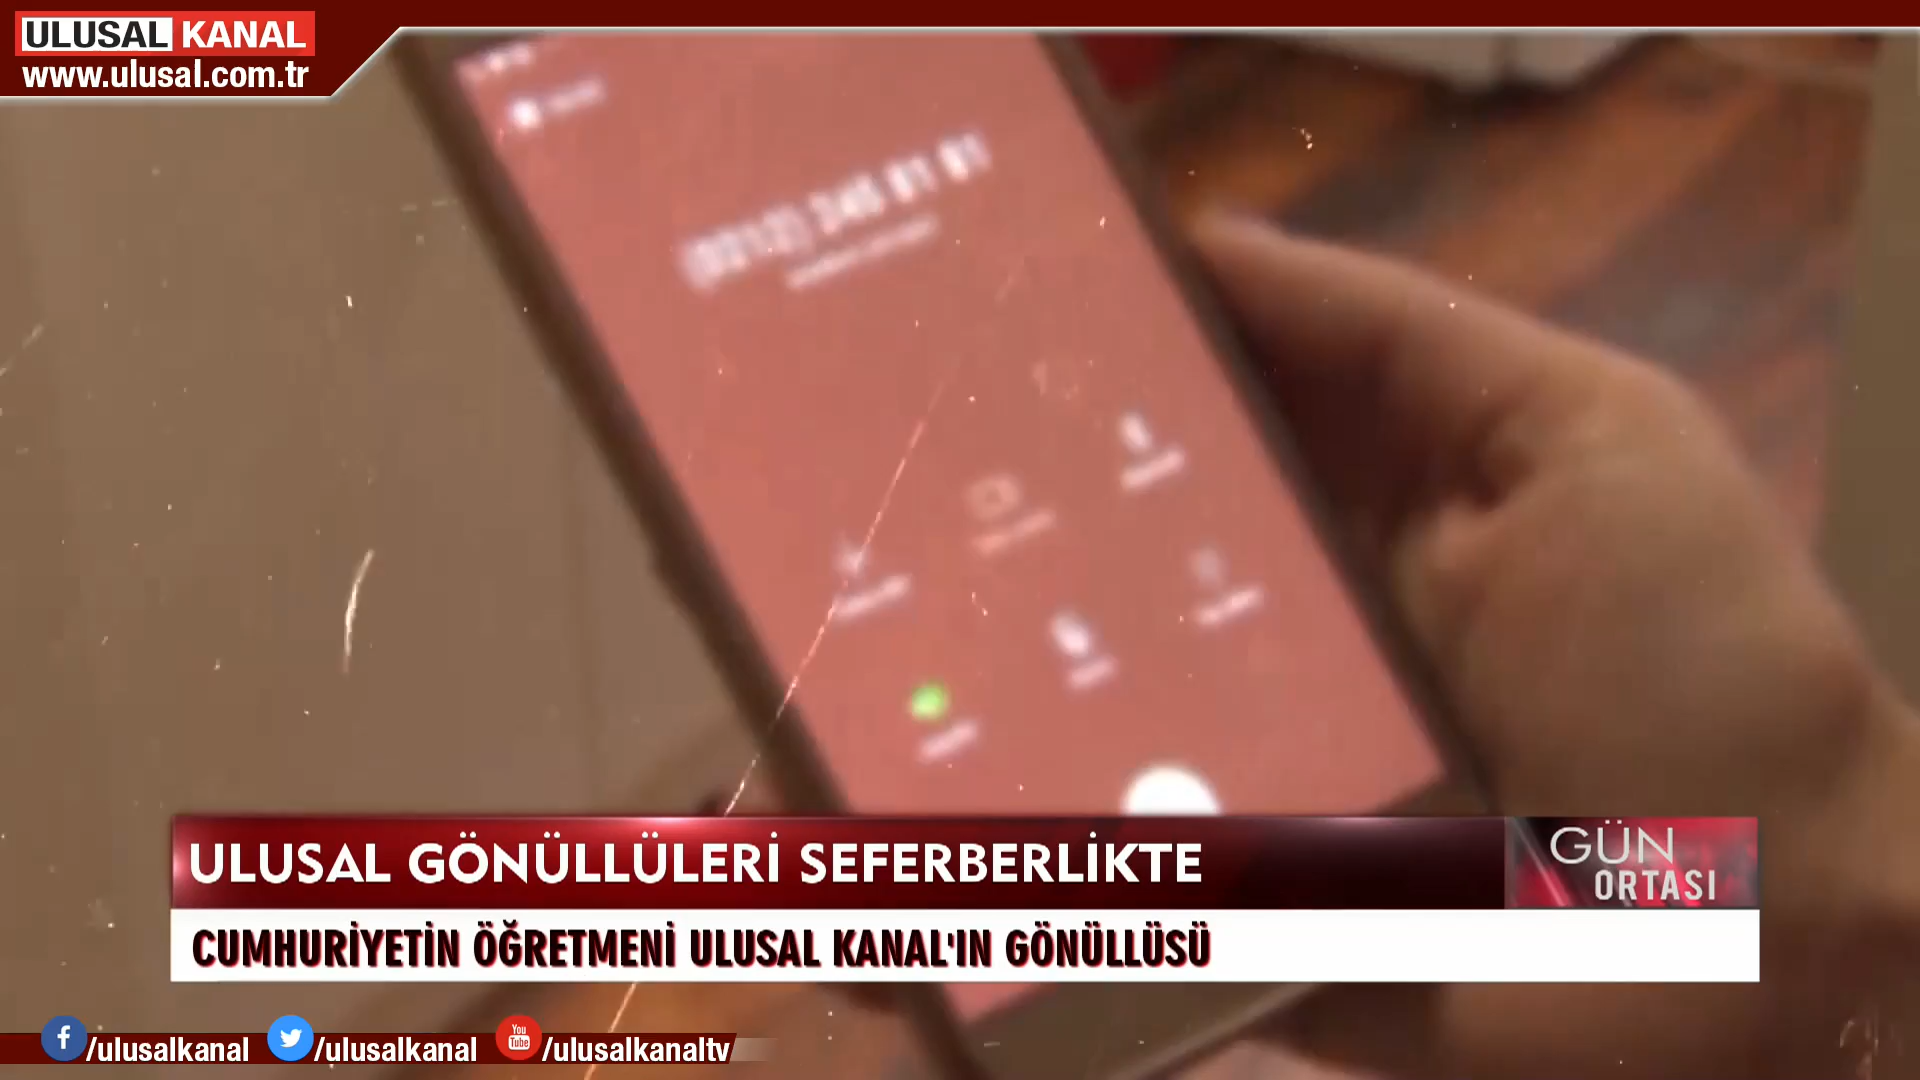 ULUSAL KANAL
www.ulusal.com.tr
ULUSAL GÖNÜLLÜLERİ SEFERBERLİKTE
GÜN
ORTASI
CUMHURİYETİN ÖĞRETMENİ ULUSAL KANAL'IN GÖNÜLLÜSÜ
/ulusalkanal
/ulusalkanal
You
Tube
/ulusalkanaltv